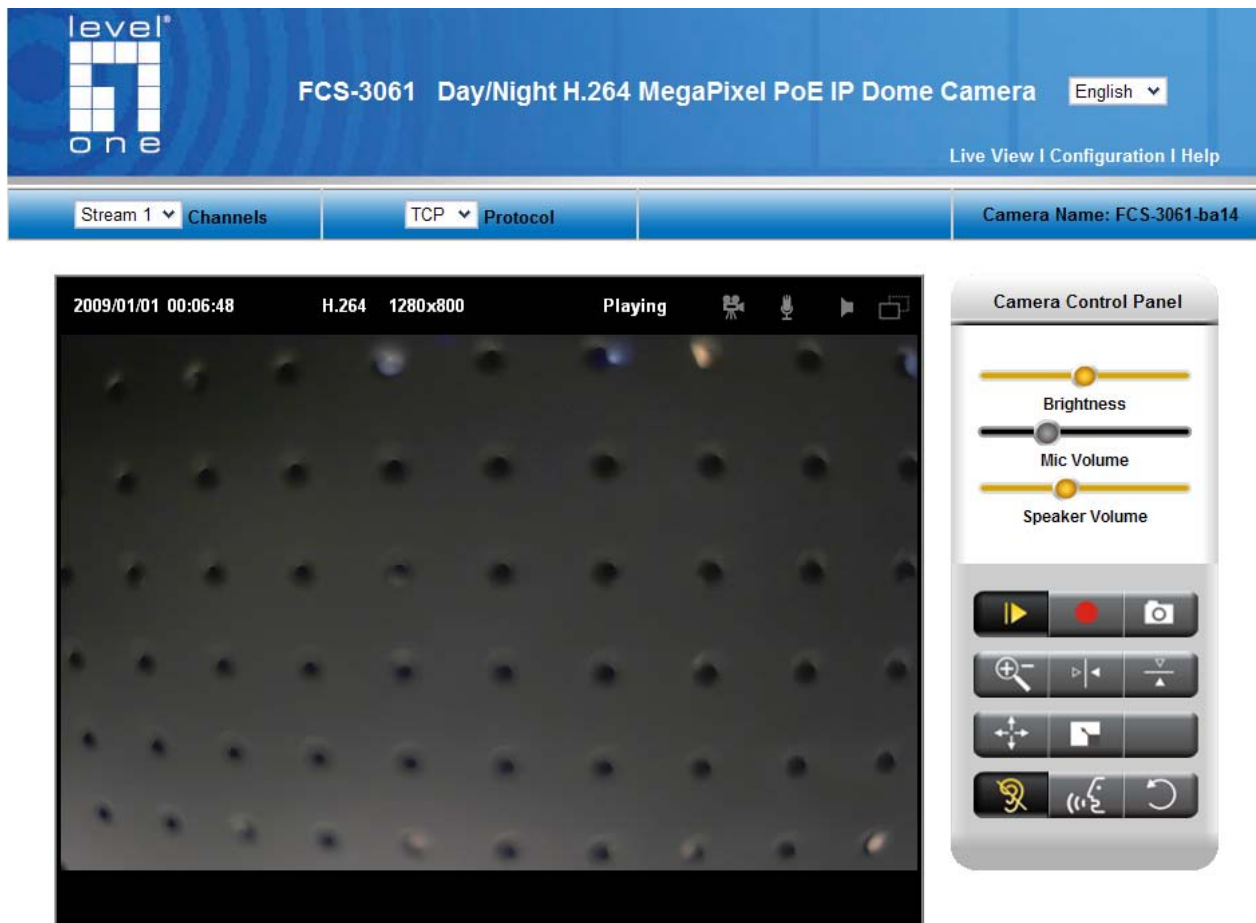 level®
one
FCS-3061 Day/Night H.264 MegaPixel PoE IP Dome Camera
English
Live View I Configuration I Help
Stream 1 Channels
TCP Protocol
Camera Name: FCS-3061-ba14
2009/01/01 00:06:48 H.264 1280x800 Playing
Camera Control Panel
Brightness
Mic Volume
Speaker Volume